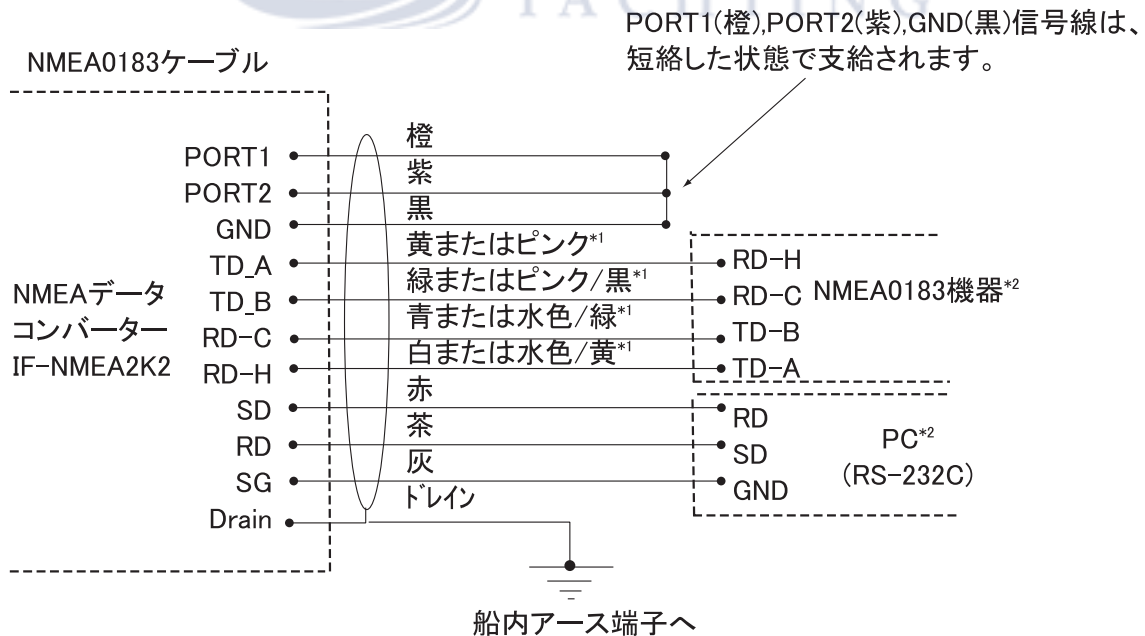 YACHTING
PORT1(橙),PORT2(紫),GND(黒)信号線は、
短絡した状態で支給されます。
NMEA0183ケーブル
橙
PORT1
紫
PORT2
黒
GND
黄またはピンク*1
TD_A
RD-H
緑またはピンク/黒*1
TD_B
RD-C
NMEA0183機器*2
NMEAデータ
コンバーター
IF-NMEA2K2
青または水色/緑*1
RD-C
TD-B
白または水色/黄*1
RD-H
TD-A
赤
SD
RD
茶
RD
SD
PC*2
(RS-232C)
灰
SG
GND
ドレイン
Drain
船内アース端子へ